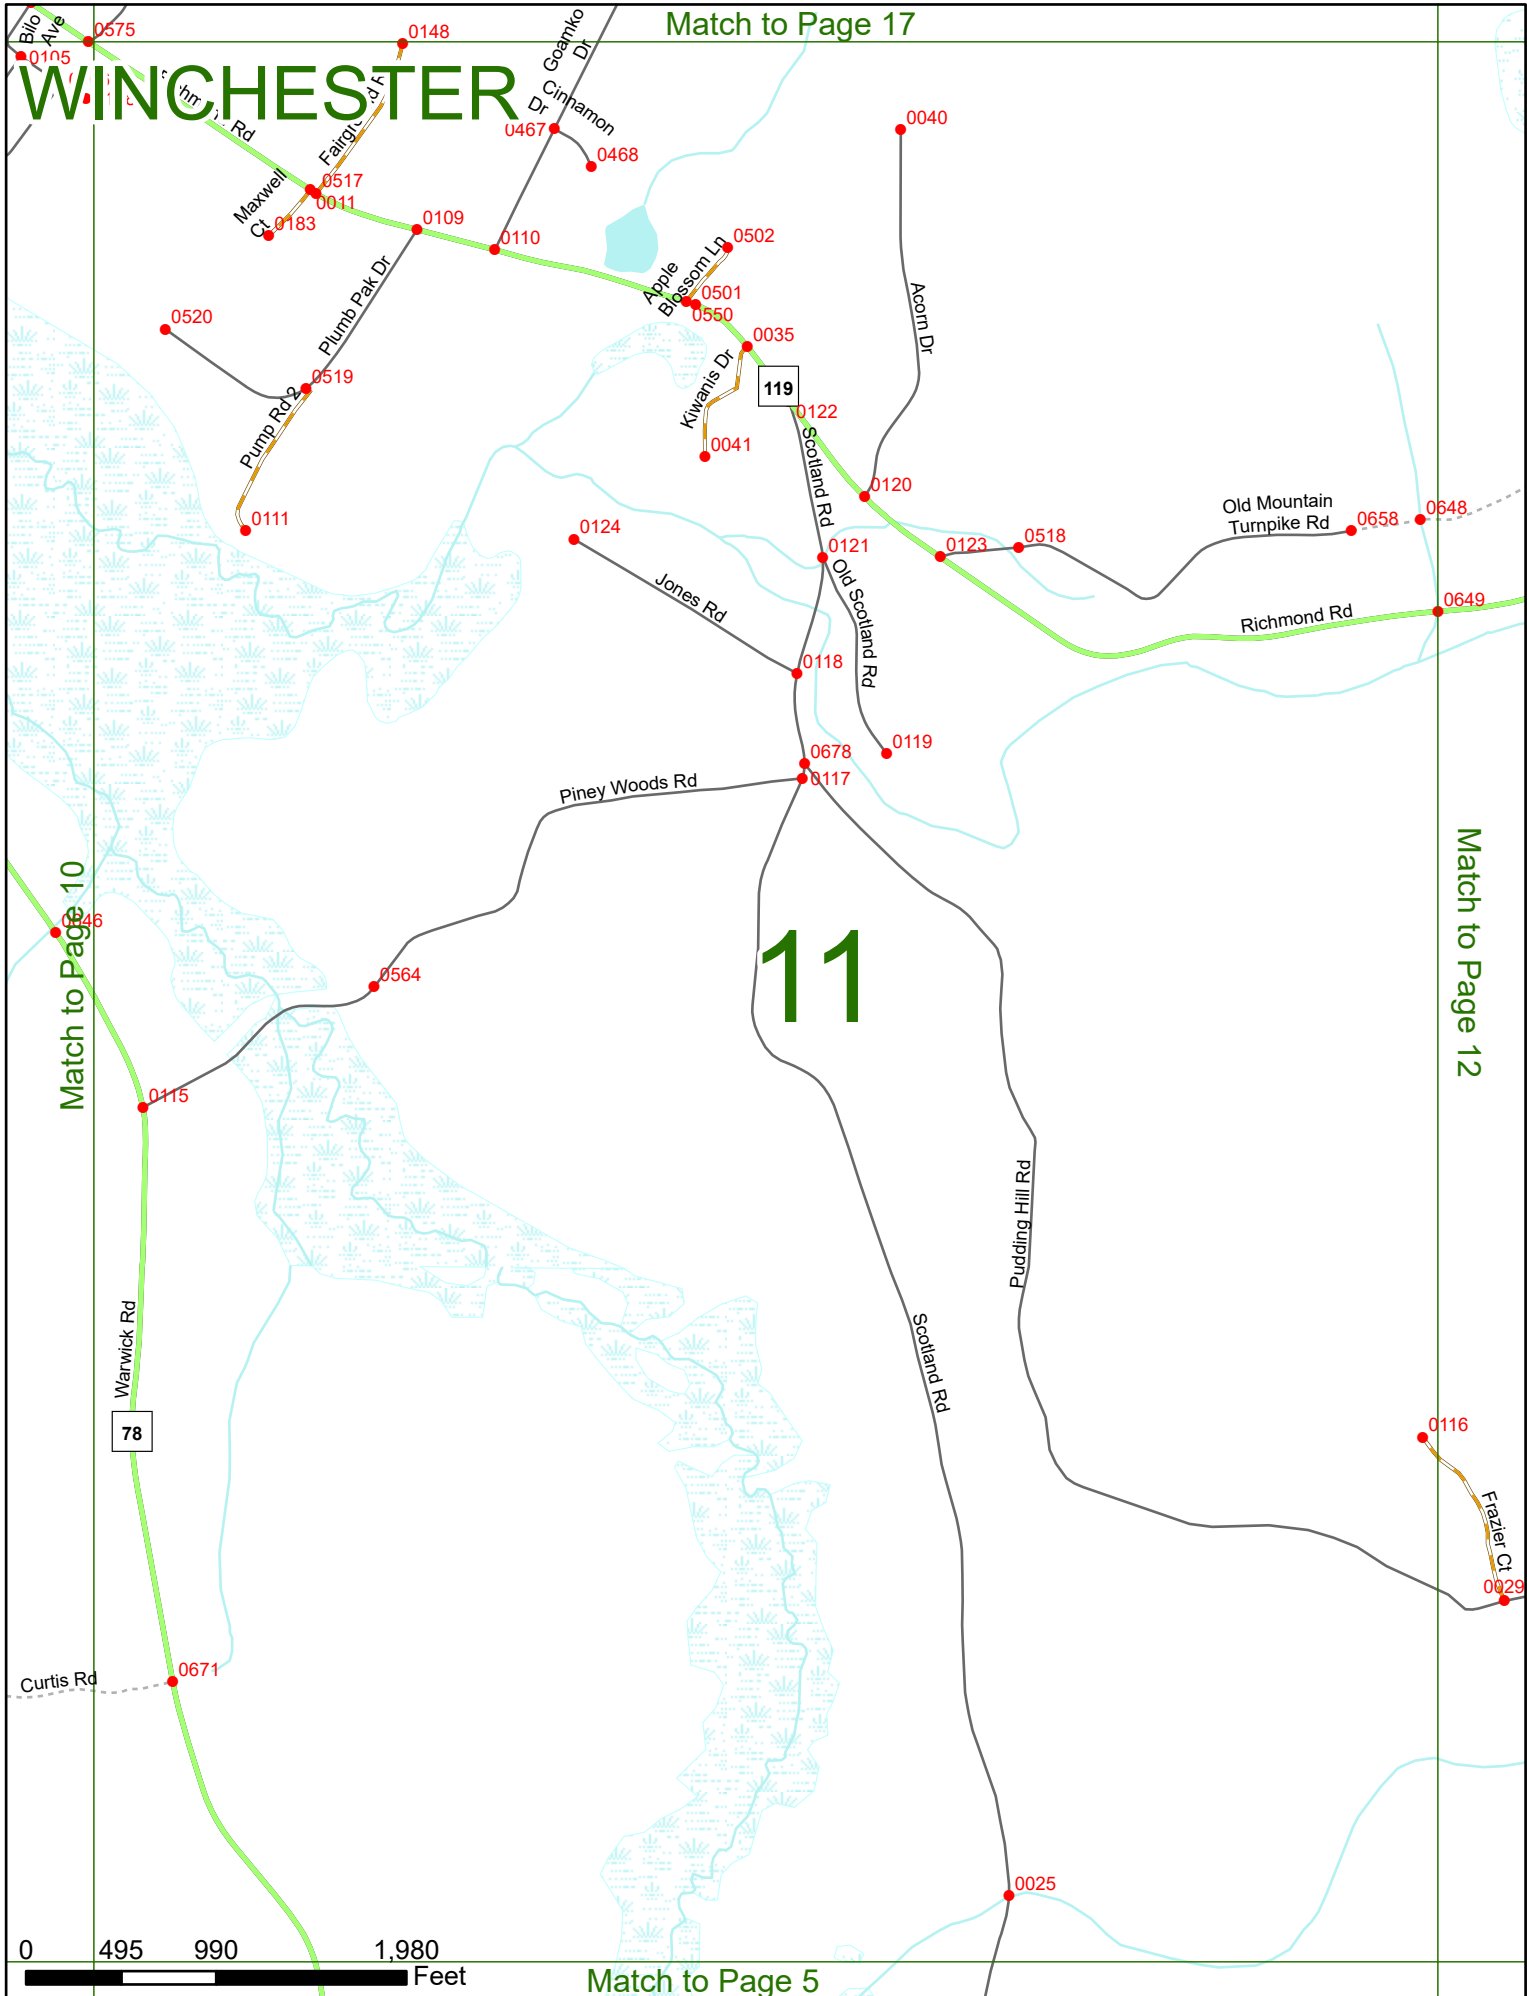 Match to Page 17
Bilo
Ave
0575
0148
Goamko
Dr
0105
WINCHESTER
Rd
Cinnamon
Dr
0467
0468
0040
Maxwell
Ct
0517
0011
0183
0109
0110
0502
Apple
Blossom Ln
0501
0550
Acorn Dr
Plumb Pak Dr
0520
0035
Kiwanis Dr
119
0519
0122
Pump Rd 2
0041
Scotland Rd
0120
Old Mountain
Turnpike Rd
0648
0658
0111
0124
0121
0123
0518
Jones Rd
Old Scotland Rd
0649
Richmond Rd
0118
0119
0678
0117
Piney Woods Rd
Match to Page 10
0046
11
Match to Page 12
0564
0115
Pudding Hill Rd
Warwick Rd
Scotland Rd
78
0116
Frazier Ct
0029
0671
Curtis Rd
0025
0 495 990 1,980
Feet
Match to Page 5